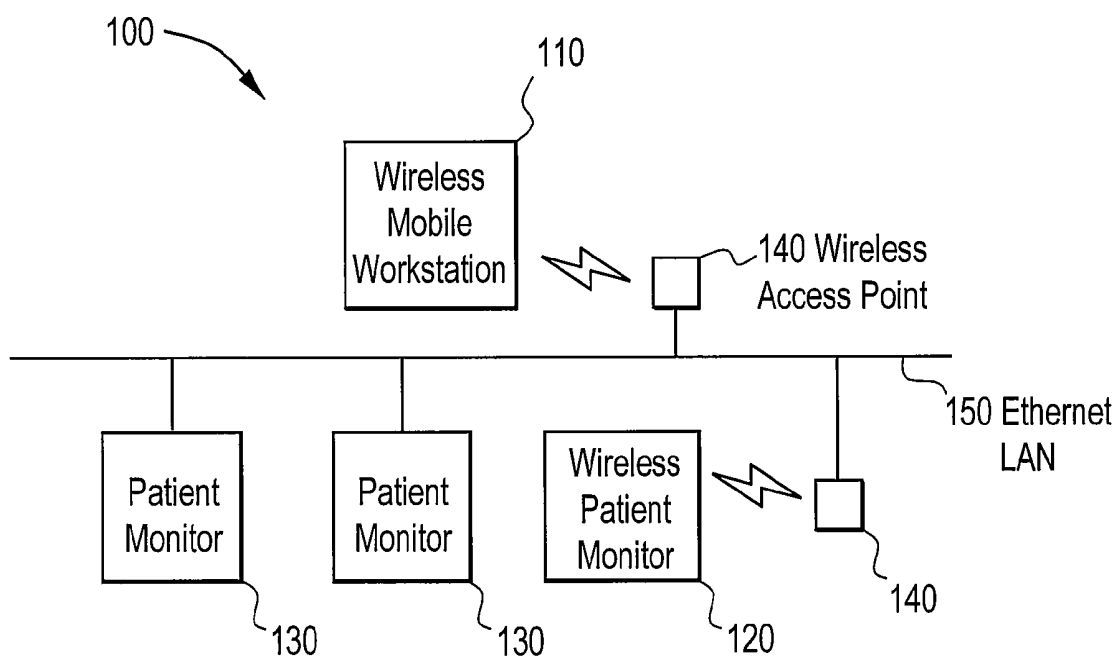 100
110
Wireless
Mobile
Workstation
140 Wireless
Access Point
150 Ethernet
LAN
Patient
Monitor
Patient
Monitor
Wireless
Patient
Monitor
130
130
120
140